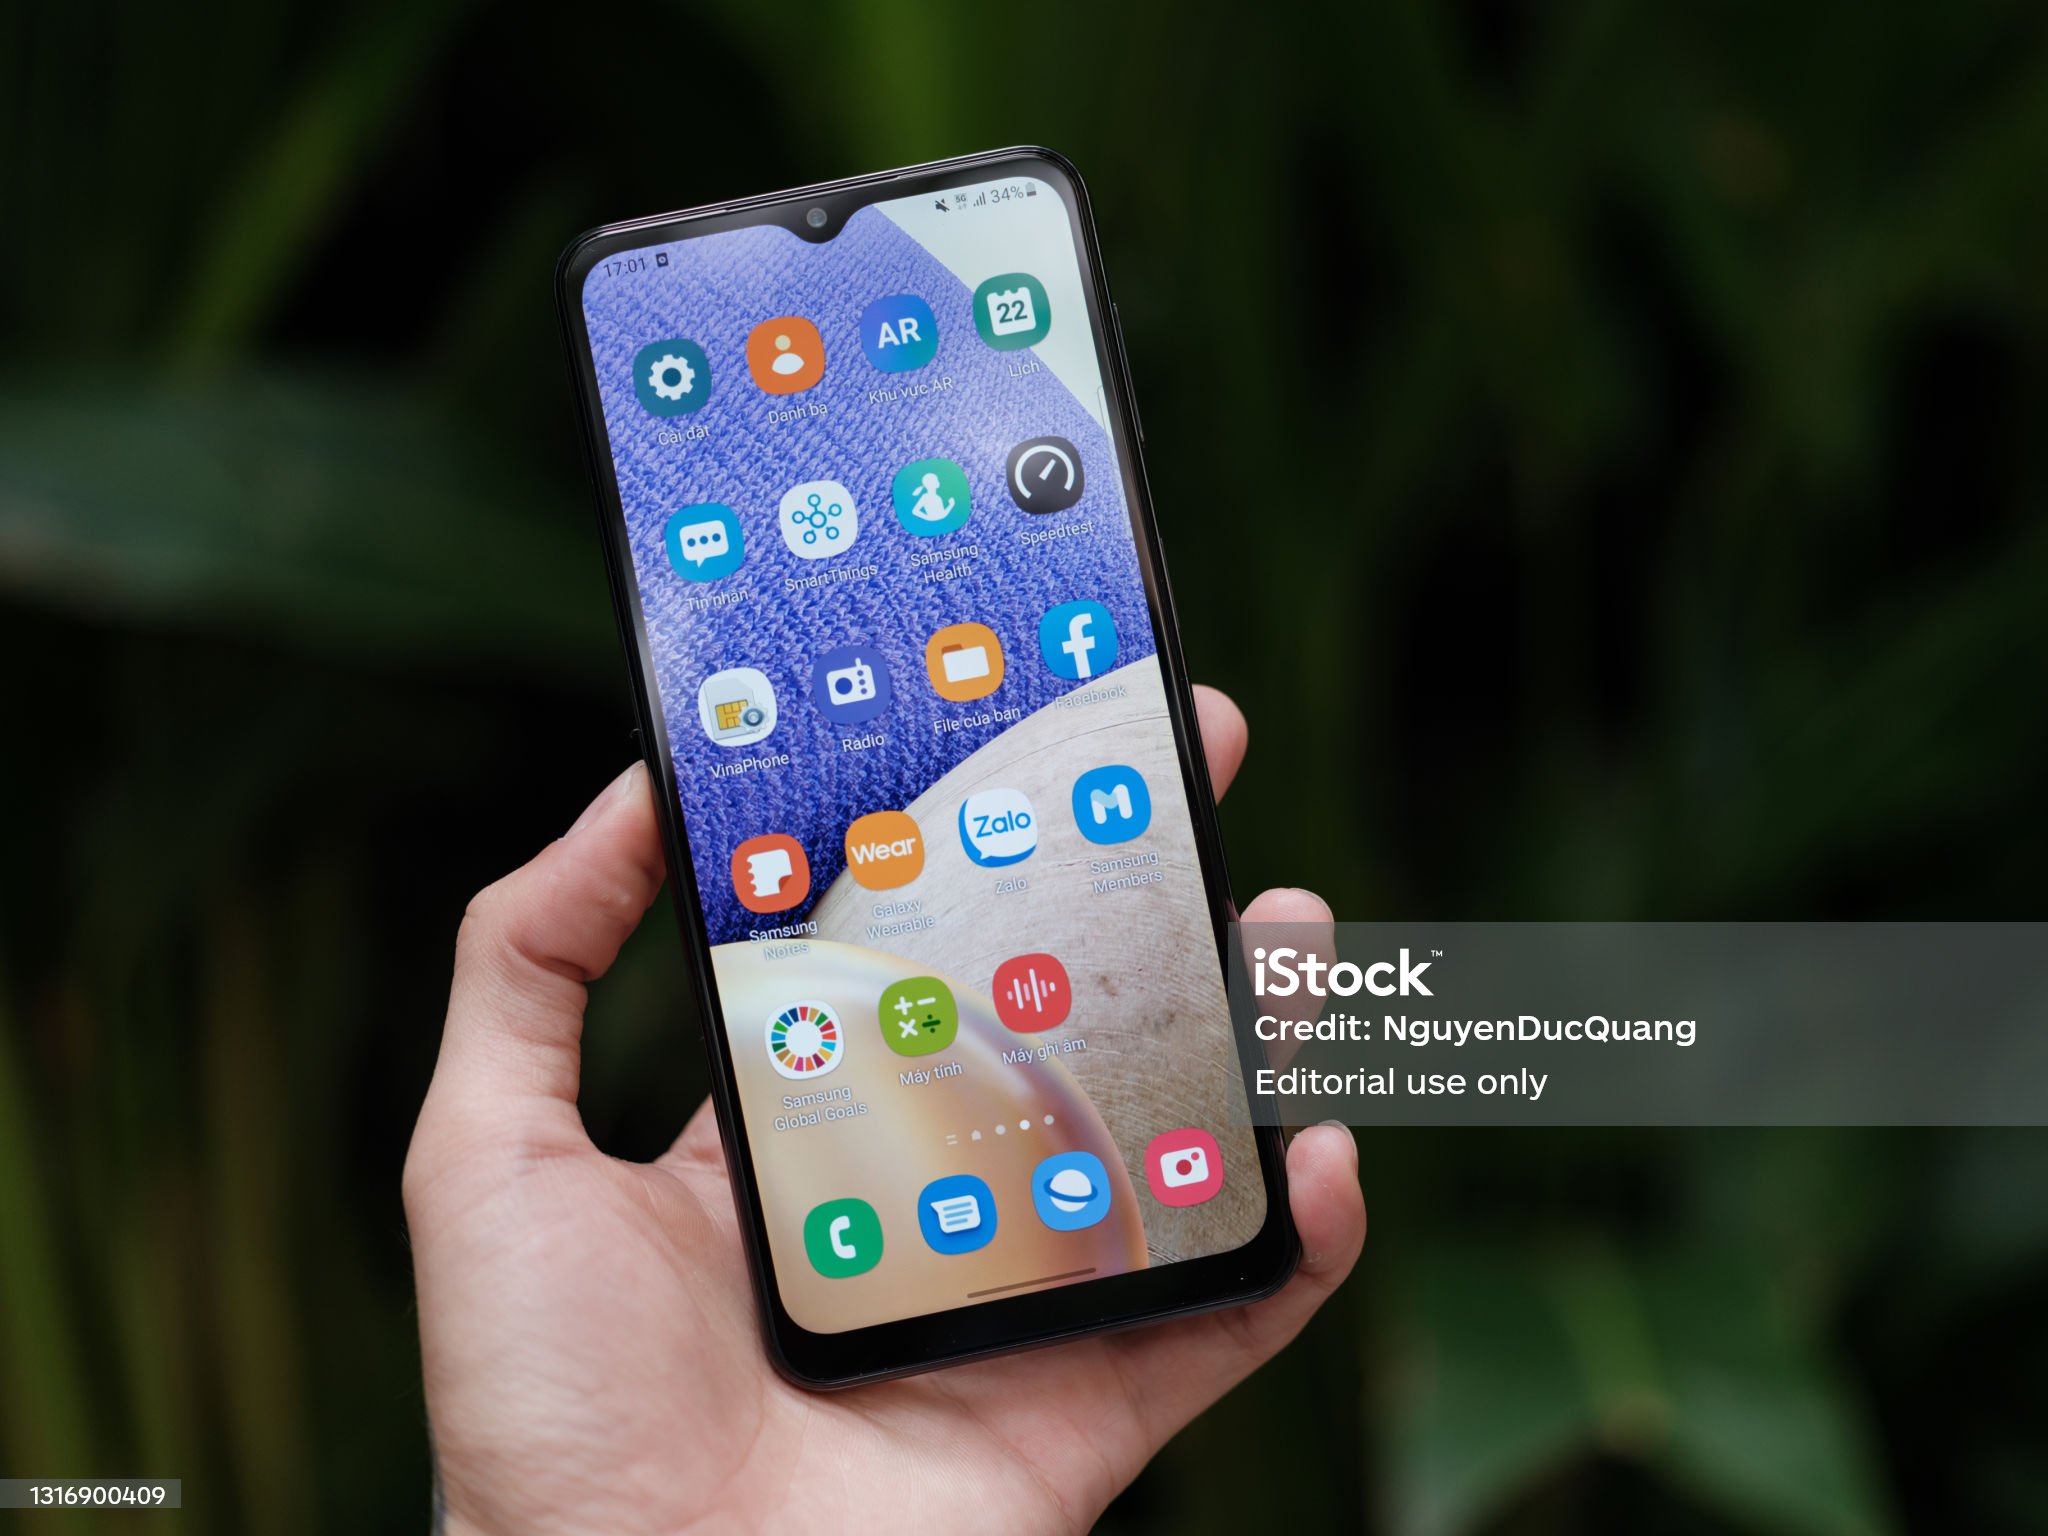 17:01
5G 34%
AR
22
Cài đặt
Danh bạ
Khu vực AR
Lịch
Tin nhắn
SmartThings
Samsung
Health
Speedtest
VinaPhone
Radio
File của bạn
Facebook
Wear
Zalo
Samsung
Notes
Galaxy
Wearable
Zalo
Samsung
Members
Samsung
Global Goals
Máy tính
Máy ghi âm
iStock™
Credit: NguyenDucQuang
Editorial use only
1316900409